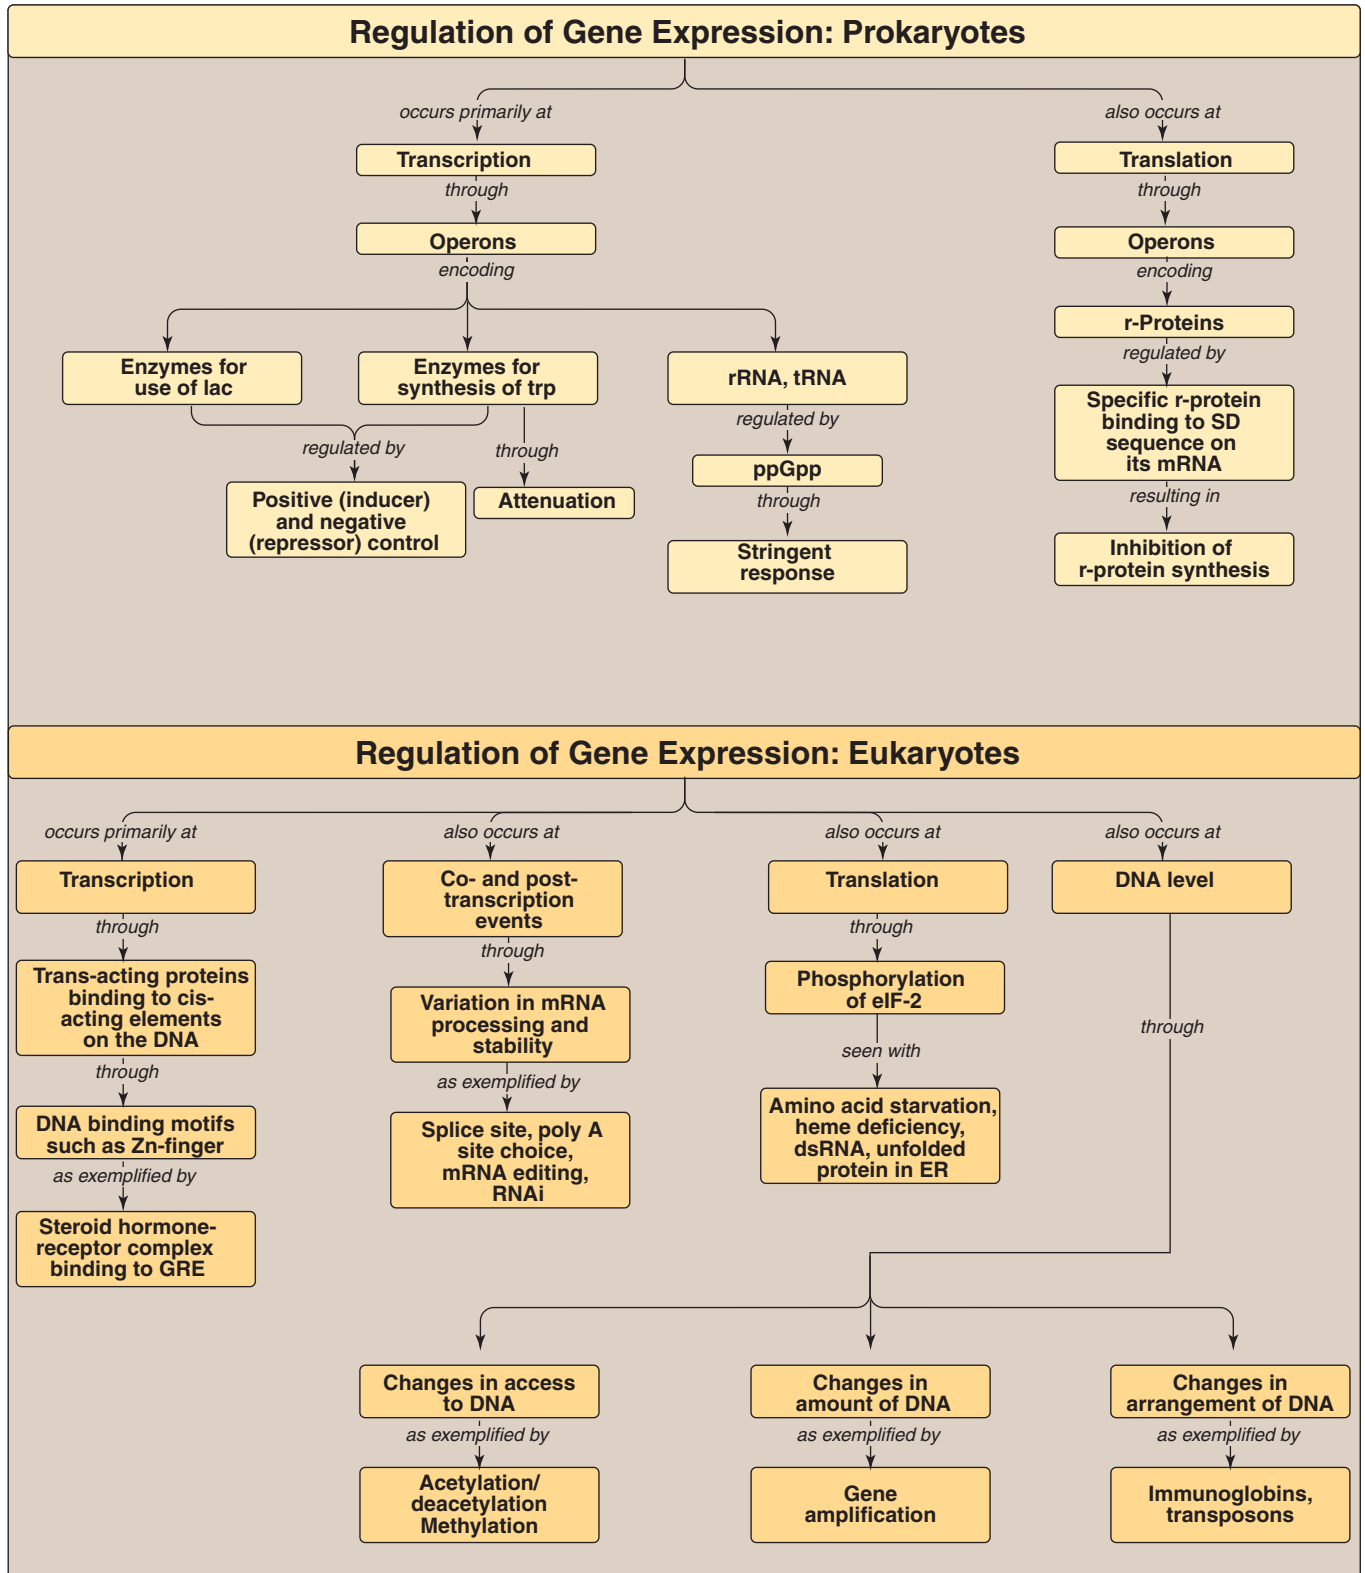 Regulation of Gene Expression: Prokaryotes
occurs primarily at
also occurs at
Transcription
Translation
through
through
Operons
Operons
encoding
encoding
r-Proteins
Enzymes for
use of lac
Enzymes for
synthesis of trp
rRNA, tRNA
regulated by
Specific r-protein
binding to SD
sequence on
its mRNA
regulated by
regulated by
through
ppGpp
Positive (inducer)
and negative
(repressor) control
Attenuation
through
resulting in
Stringent
response
Inhibition of
r-protein synthesis
Regulation of Gene Expression: Eukaryotes
occurs primarily at
also occurs at
also occurs at
also occurs at
Transcription
Co- and post-
transcription
events
Translation
DNA level
through
through
through
Trans-acting proteins
binding to cis-
acting elements
on the DNA
Variation in mRNA
processing and
stability
Phosphorylation
of eIF-2
through
through
as exemplified by
seen with
DNA binding motifs
such as Zn-finger
Splice site, poly A
site choice,
mRNA editing,
RNAi
Amino acid starvation,
heme deficiency,
dsRNA, unfolded
protein in ER
as exemplified by
Steroid hormone-
receptor complex
binding to GRE
Changes in access
to DNA
Changes in
amount of DNA
Changes in
arrangement of DNA
as exemplified by
as exemplified by
as exemplified by
Acetylation/
deacetylation
Methylation
Gene
amplification
Immunoglobins,
transposons